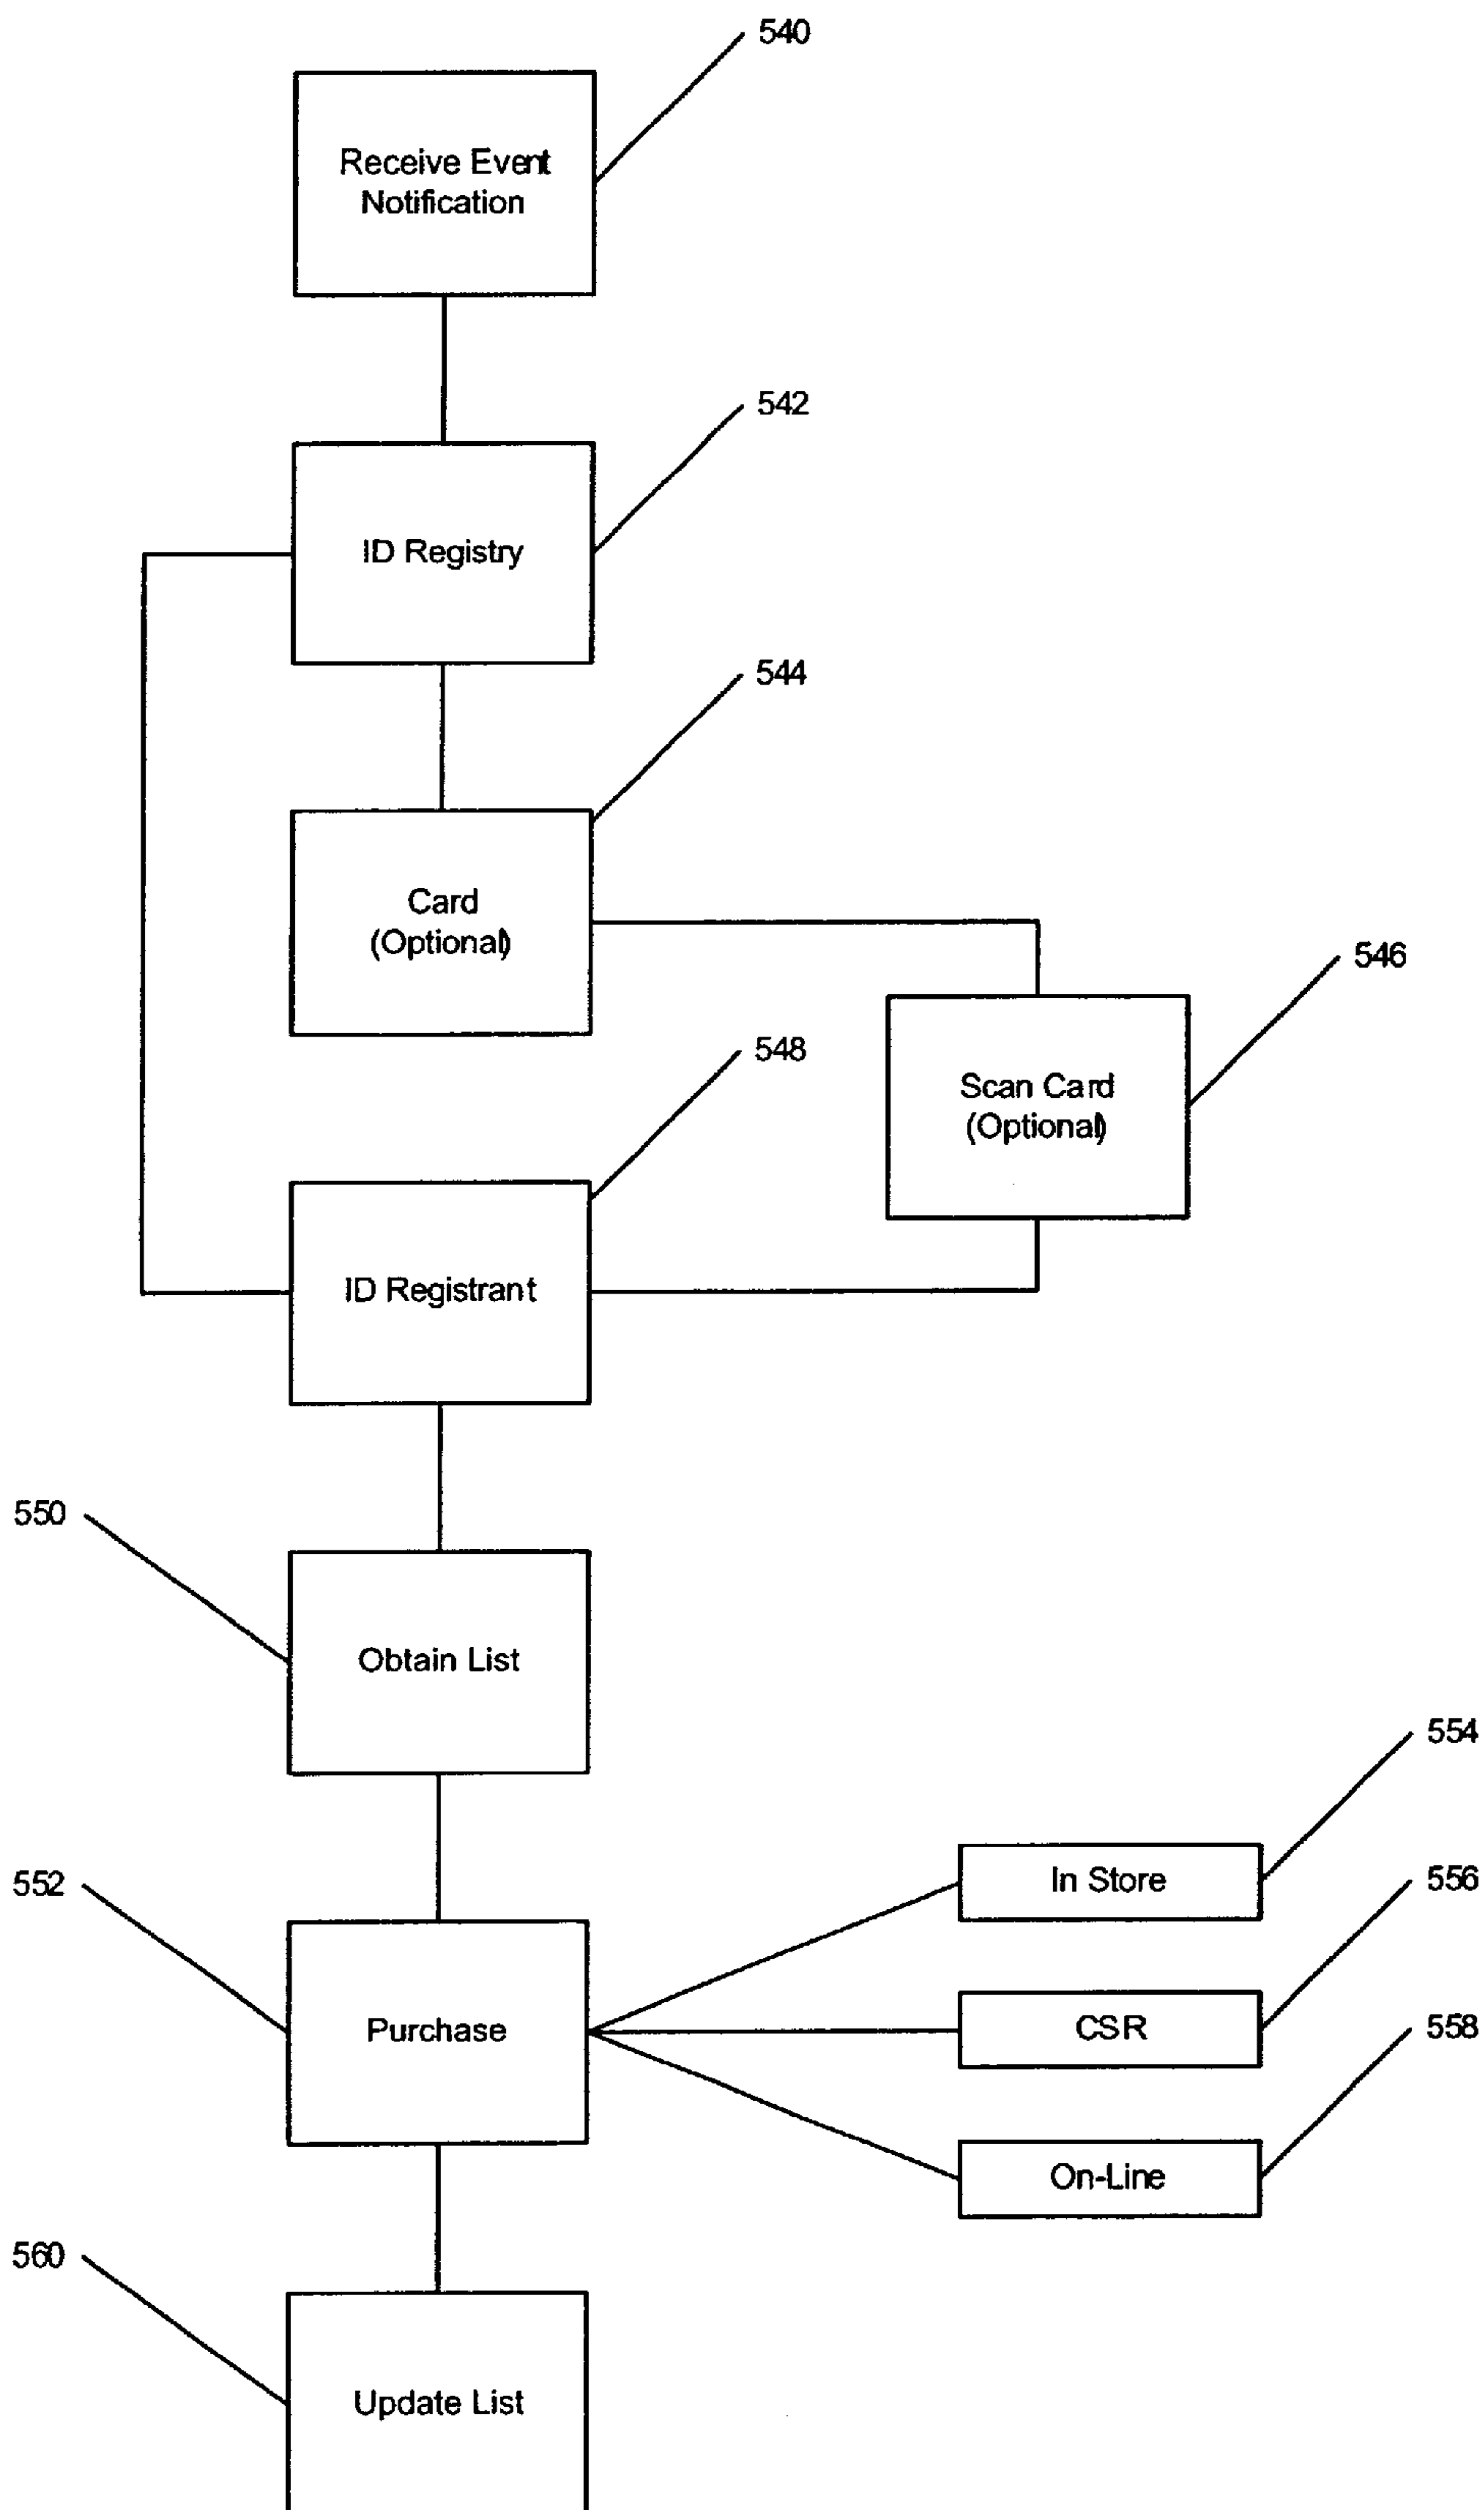 540
Receive Event
Notification
542
ID Registry
544
Card
(Optional)
546
Scan Card
(Optional)
548
ID Registrant
550
Obtain List
554
In Store
552
556
Purchase
CSR
558
On-Line
560
Update List